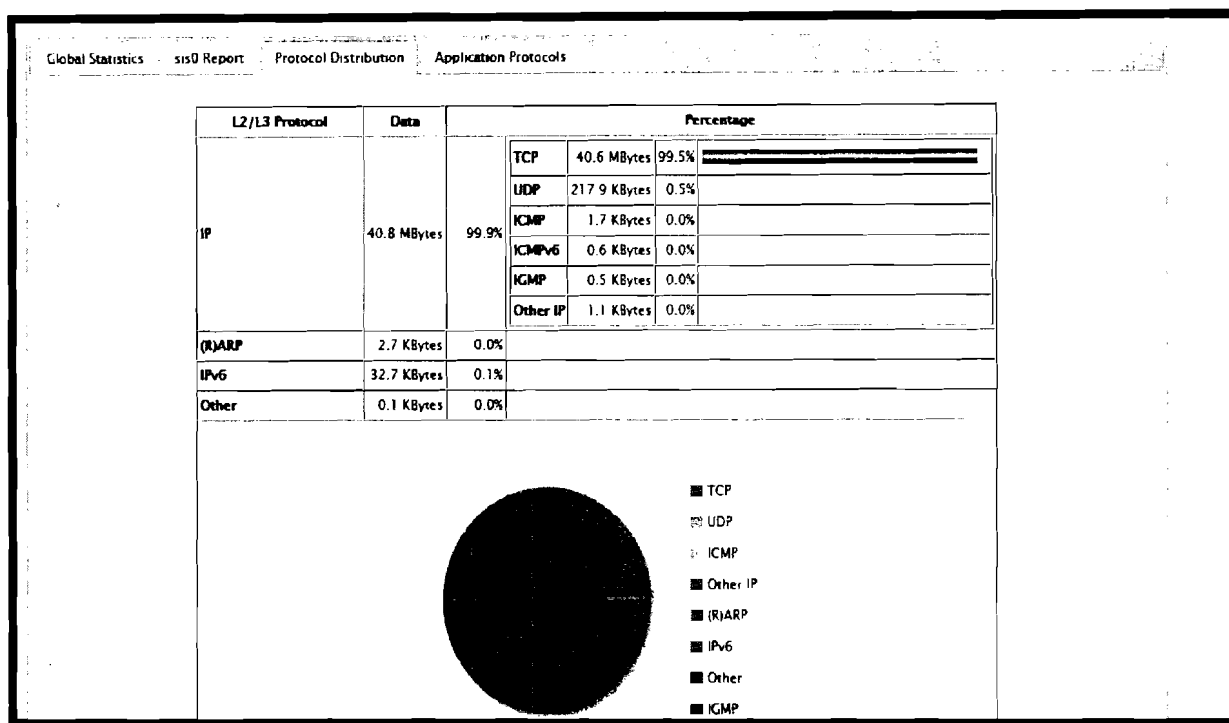 Global Statistics sis0 Report Protocol Distribution Application Protocols
L2/L3 Protocol Data Percentage
IP 40.8 MBytes 99.9%
TCP 40.6 MBytes 99.5%
UDP 217.9 KBytes 0.5%
ICMP 1.7 KBytes 0.0%
ICMPv6 0.6 KBytes 0.0%
IGMP 0.5 KBytes 0.0%
Other IP 1.1 KBytes 0.0%
(R)ARP 2.7 KBytes 0.0%
IPv6 32.7 KBytes 0.1%
Other 0.1 KBytes 0.0%
TCP
UDP
ICMP
Other IP
(R)ARP
IPv6
Other
IGMP